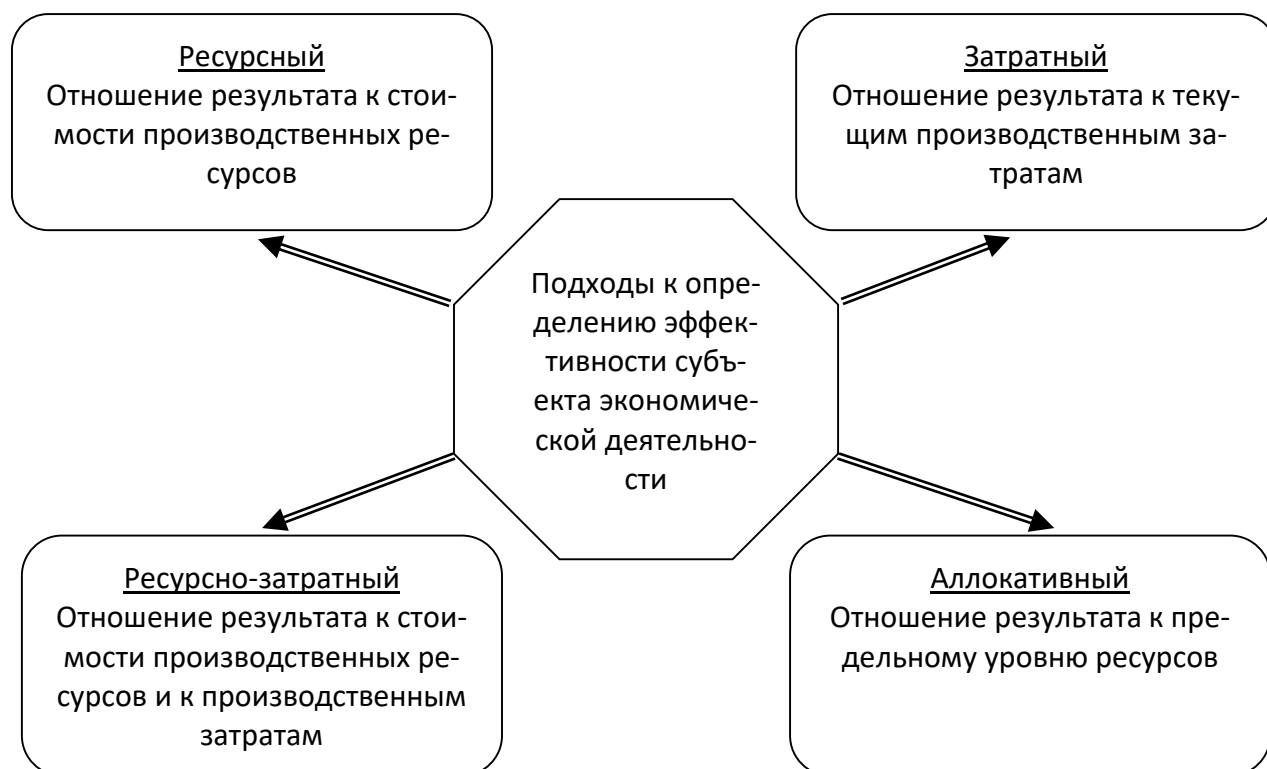 Ресурсный
Отношение результата к стои-
мости производственных ре-
сурсов
Затратный
Отношение результата к теку-
щим производственным за-
тратам
Подходы к опре-
делению эффек-
тивности субъ-
екта экономиче-
ской деятельно-
сти
Ресурсно-затратный
Отношение результата к стои-
мости производственных ре-
сурсов и к производственным
затратам
Аллокативный
Отношение результата к пре-
дельному уровню ресурсов